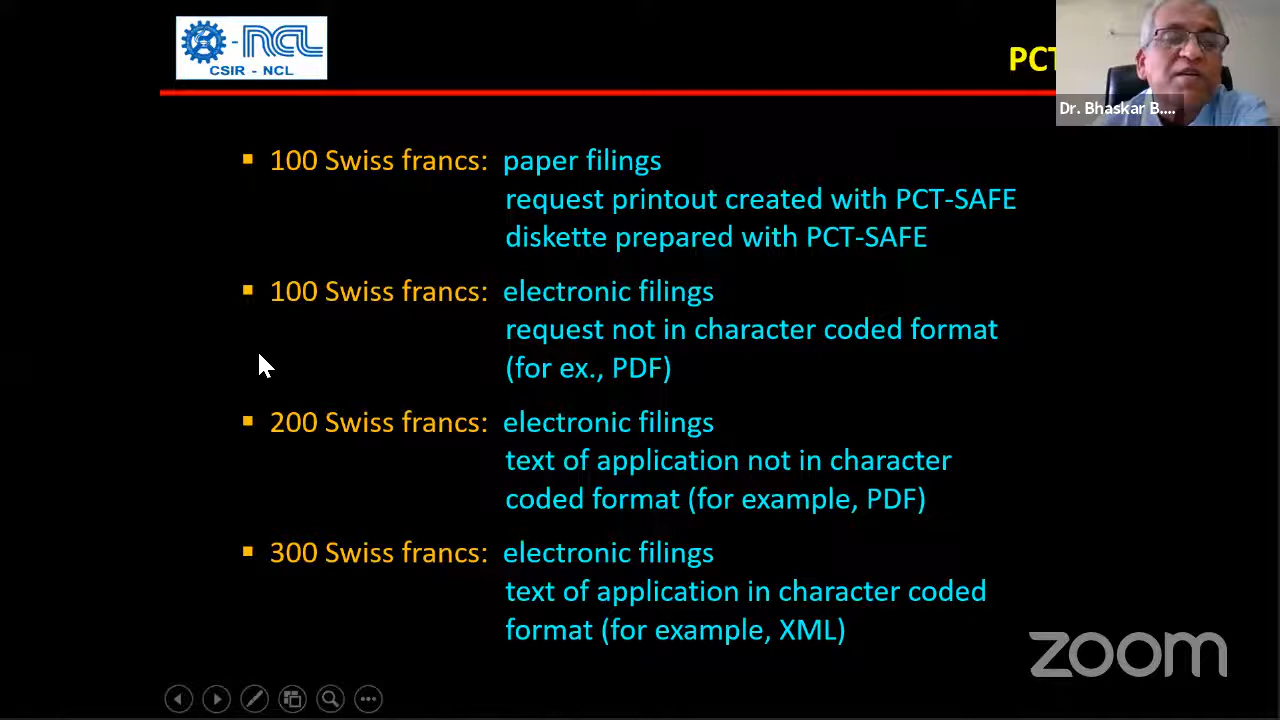 NCL
CSIR - NCL
PCT
Dr. Bhaskar B....
▪ 100 Swiss francs: paper filings
request printout created with PCT-SAFE
diskette prepared with PCT-SAFE
▪ 100 Swiss francs: electronic filings
request not in character coded format
(for ex., PDF)
▪ 200 Swiss francs: electronic filings
text of application not in character
coded format (for example, PDF)
▪ 300 Swiss francs: electronic filings
text of application in character coded
format (for example, XML)
zoom